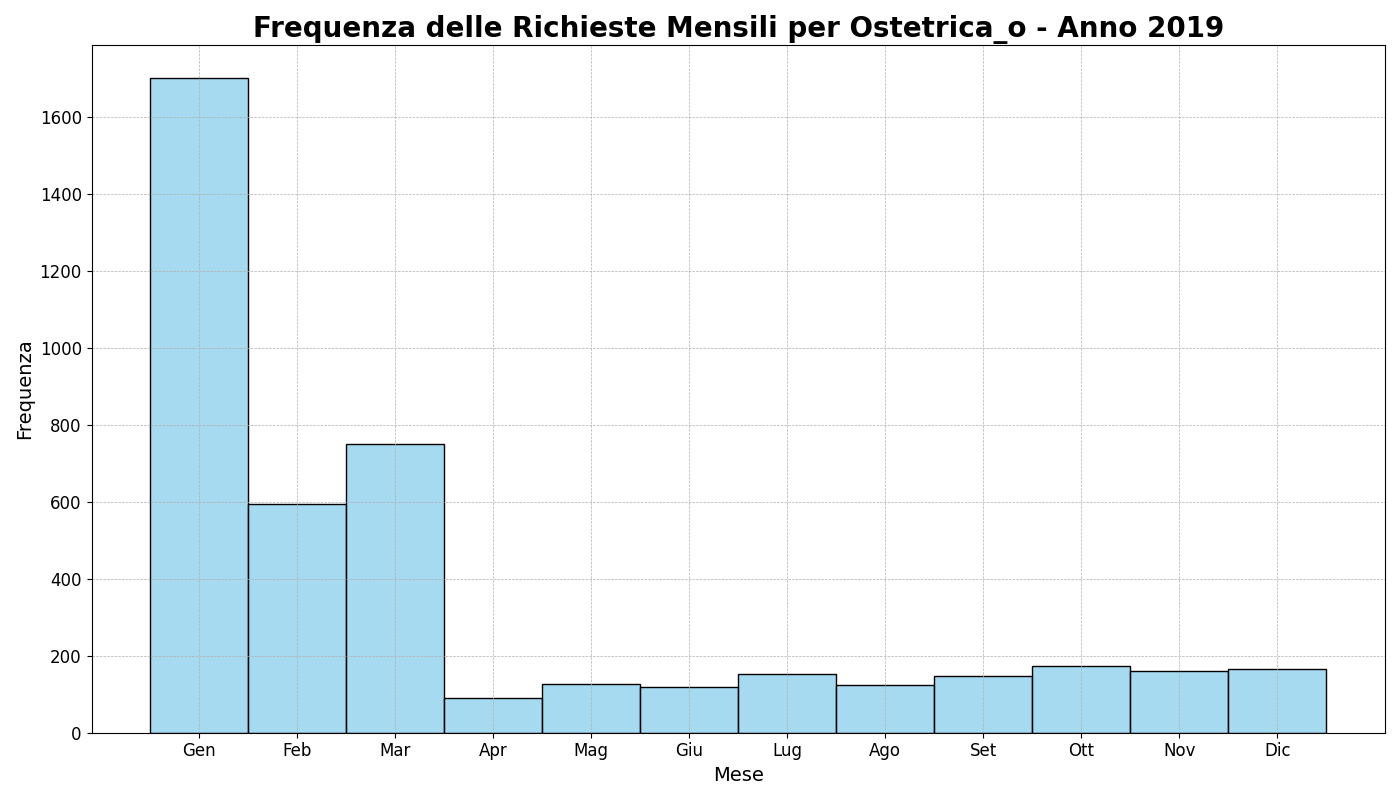 Frequenza delle Richieste Mensili per Ostetrica_o - Anno 2019
Frequenza
1600
1400
1200
1000
800
600
400
200
0
Gen Feb Mar Apr Mag Giu Lug Ago Set Ott Nov Dic
Mese